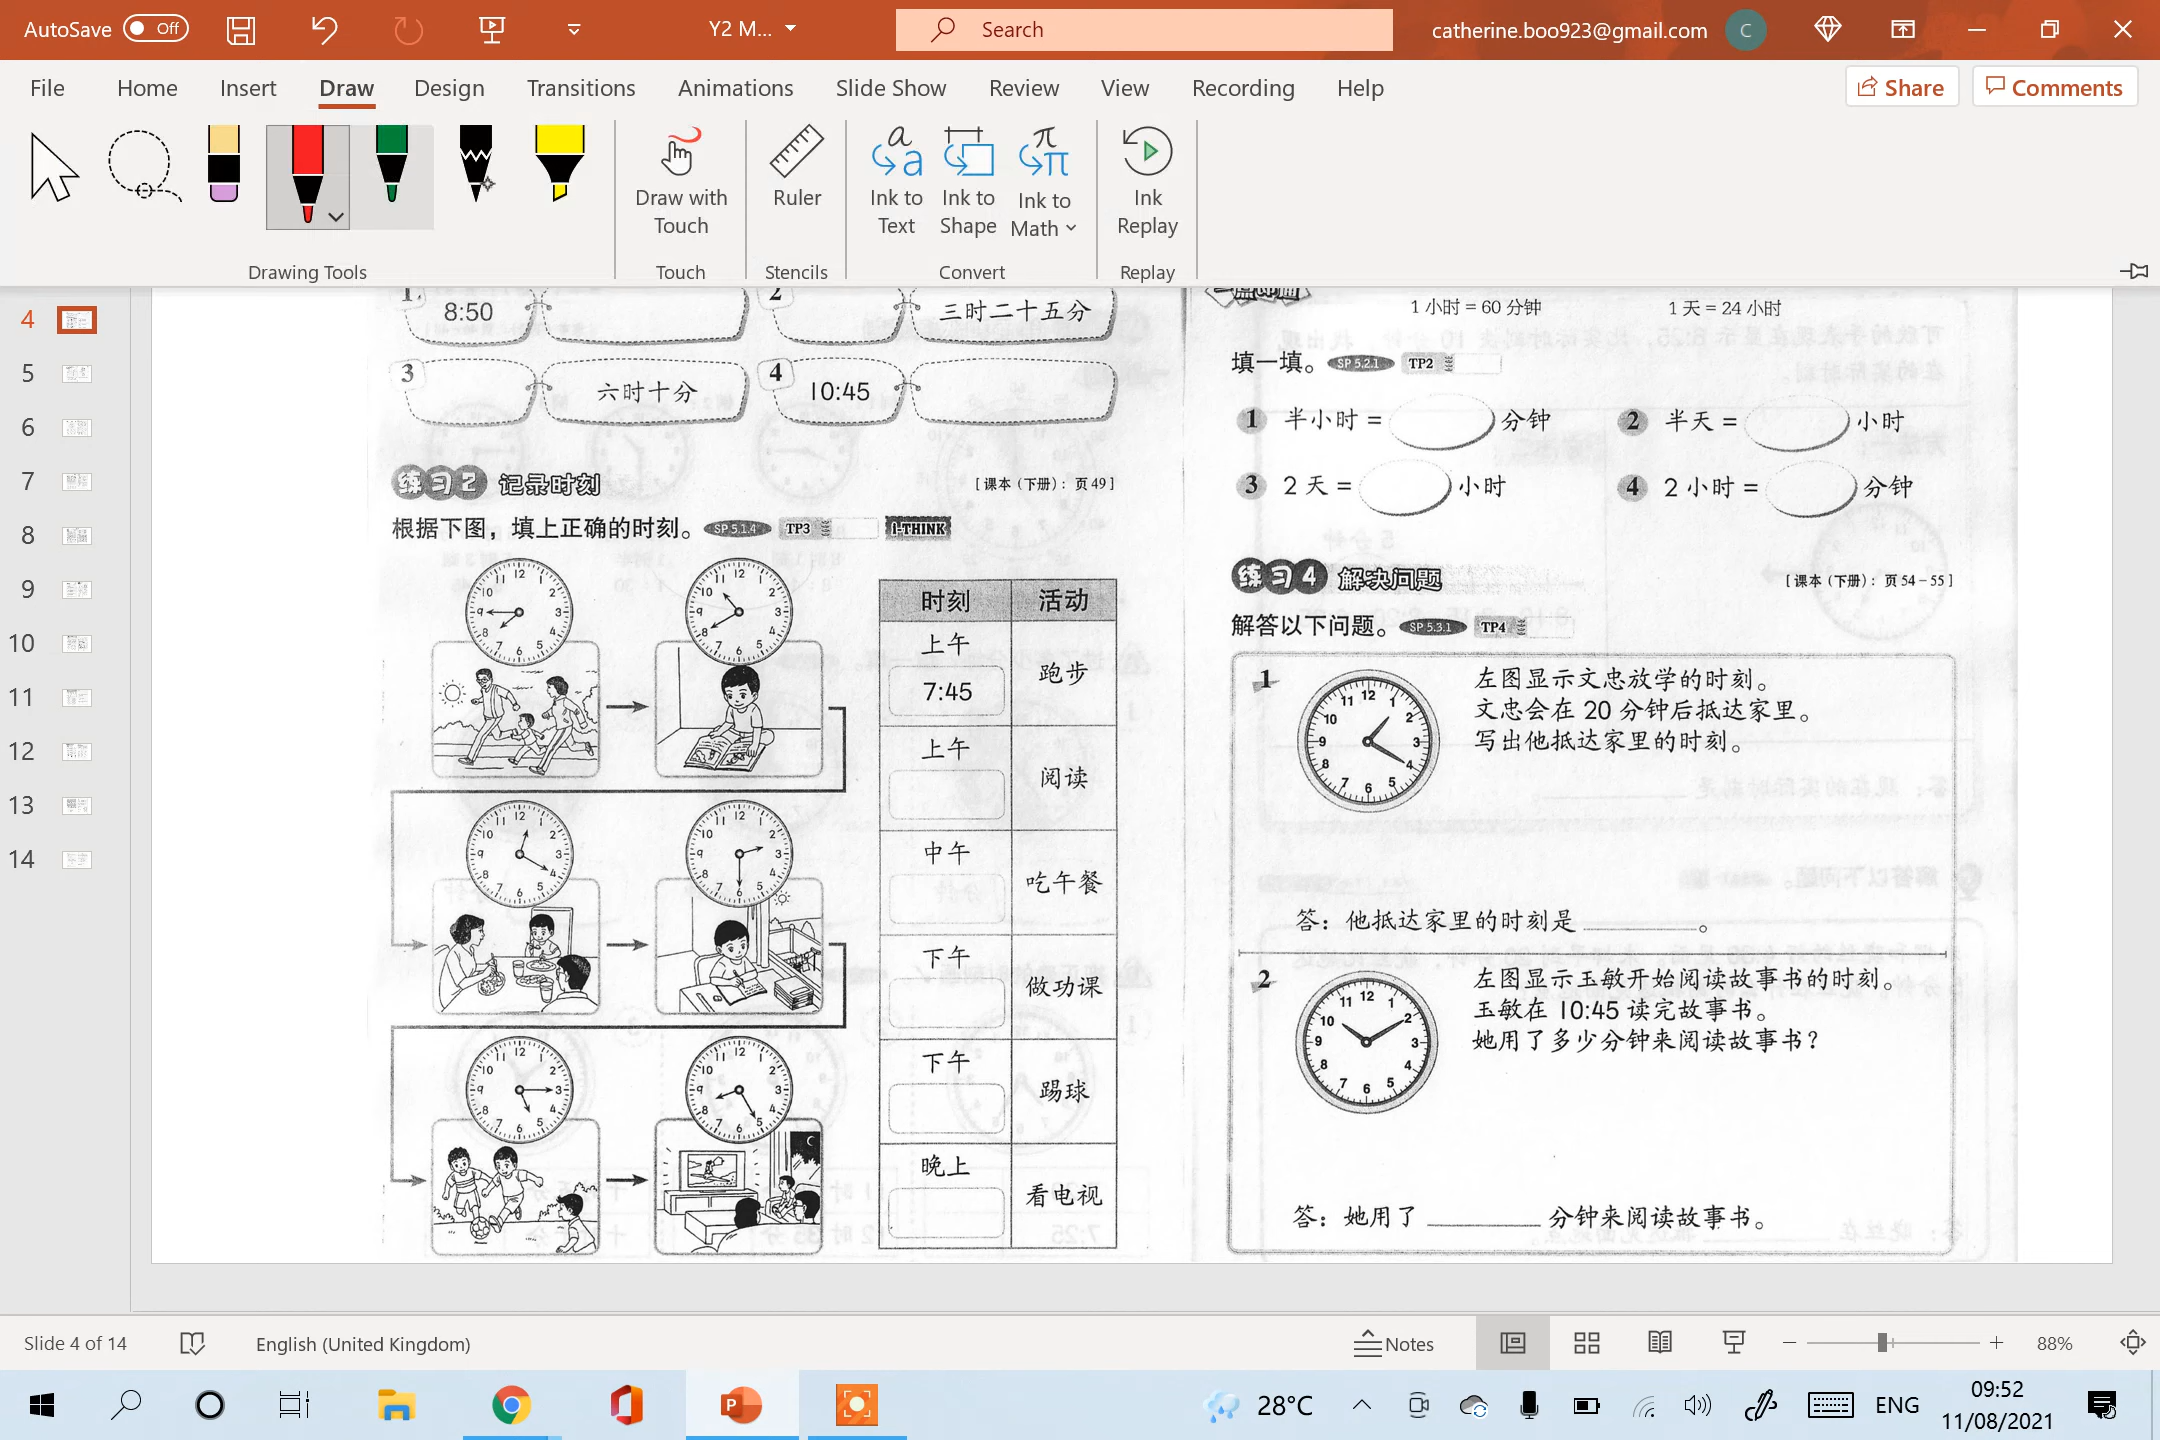 AutoSave Off
Y2 M...
Search
catherine.boo923@gmail.com C
File Home Insert Draw Design Transitions Animations Slide Show Review View Recording Help
Share Comments
Draw with Touch
Ruler
Ink to Text
Ink to Shape
Ink to Math
Ink Replay
Drawing Tools Touch Stencils Convert Replay
4
5
6
7
8
9
10
11
12
13
14
1 8:50
2 三时二十五分
3 六时十分
4 10:45
练习2 记录时刻 [课本(下册):页49]
根据下图,填上正确的时刻。 SP 5.1.4 TP3 i-THINK
时刻 活动
上午
7:45
跑步
上午
阅读
中午
吃午餐
下午
做功课
下午
踢球
晚上
看电视
1小时=60分钟 1天=24小时
填一填。 SP 5.2.1 TP2
1 半小时= 分钟
2 半天= 小时
3 2天= 小时
4 2小时= 分钟
练习4 解决问题 [课本(下册):页54-55]
解答以下问题。 SP 5.3.1 TP4
1 左图显示文忠放学的时刻。
文忠会在20分钟后抵达家里。
写出他抵达家里的时刻。
答:他抵达家里的时刻是 。
2 左图显示玉敏开始阅读故事书的时刻。
玉敏在10:45读完故事书。
她用了多少分钟来阅读故事书?
答:她用了 分钟来阅读故事书。
Slide 4 of 14 English (United Kingdom) Notes 88%
28°C ENG
09:52
11/08/2021